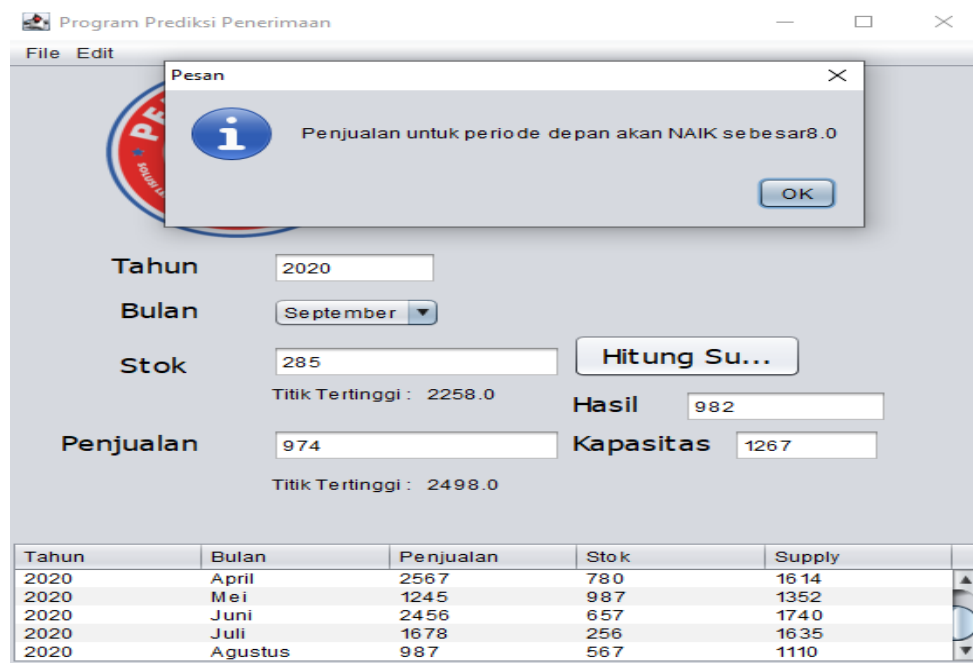 Program Prediksi Penerimaan
File Edit
Pesan
Penjualan untuk periode depan akan NAIK sebesar8.0
OK
Tahun 2020
Bulan September
Stok 285 Hitung Su...
Titik Tertinggi : 2258.0
Hasil 982
Penjualan 974 Kapasitas 1267
Titik Tertinggi : 2498.0
Tahun Bulan Penjualan Stok Supply
2020 April 2567 780 1614
2020 Mei 1245 987 1352
2020 Juni 2456 657 1740
2020 Juli 1678 256 1635
2020 Agustus 987 567 1110